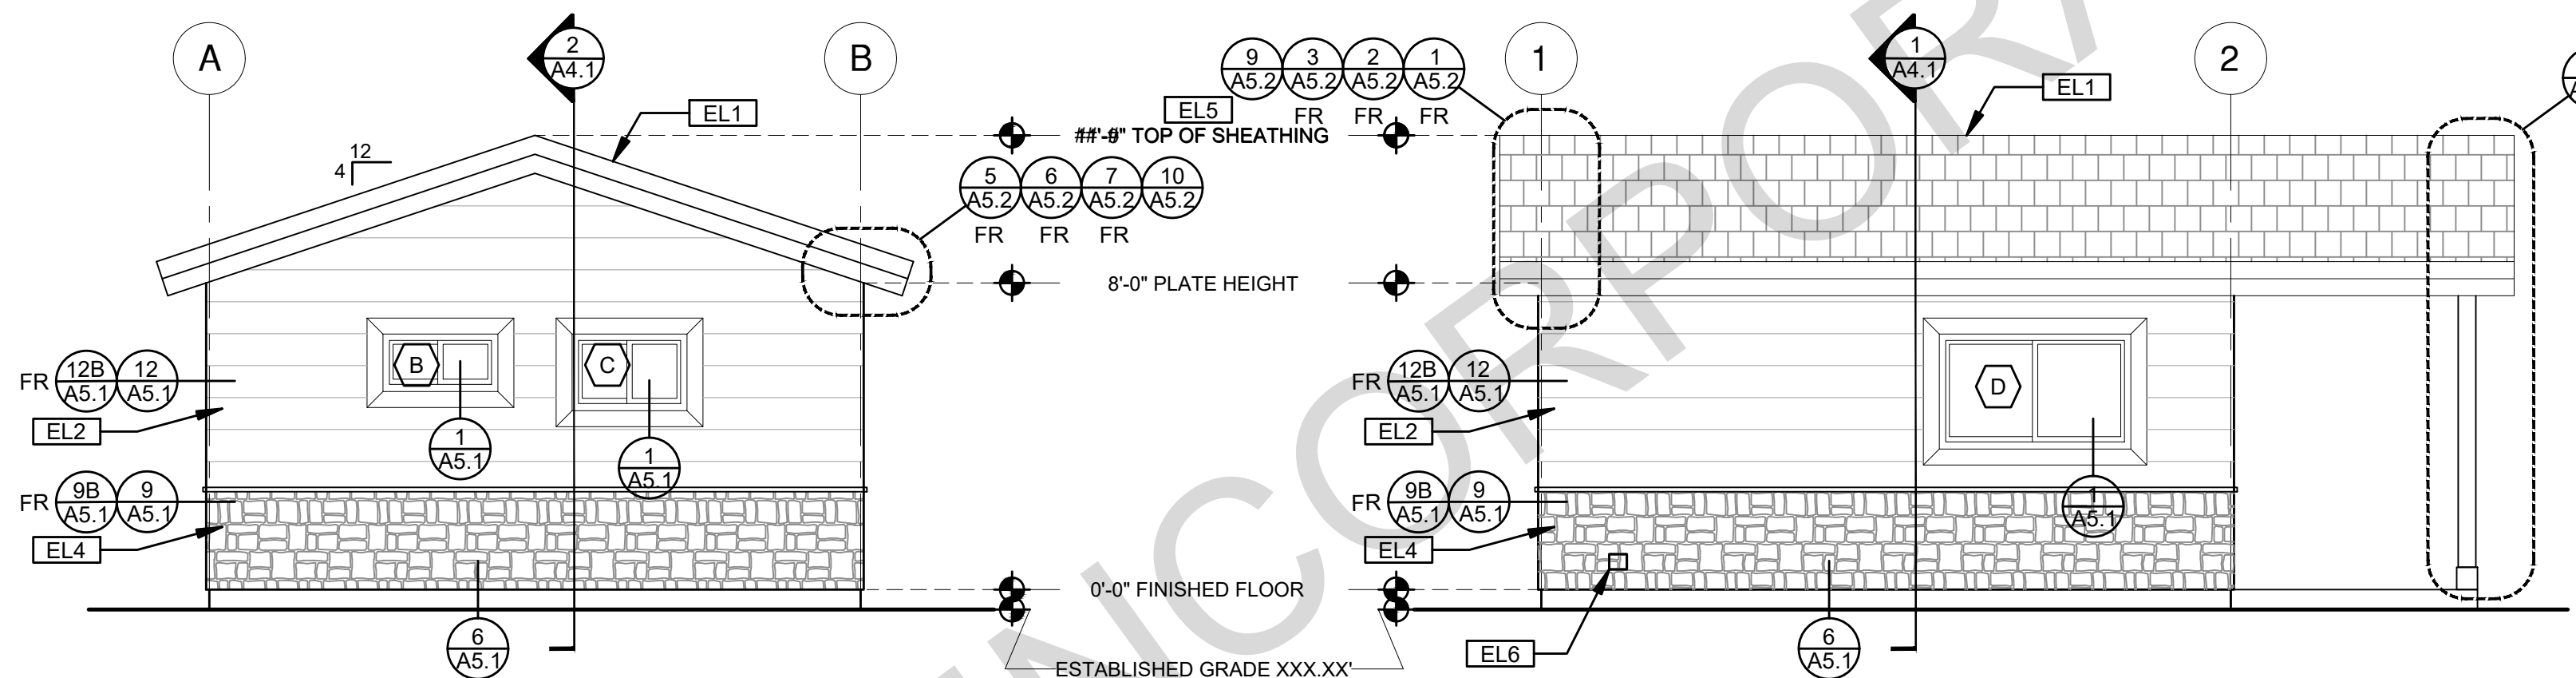 A
2
A4.1
B
EL1
12
4
9
A5.2
3
A5.2
2
A5.2
1
A5.2
EL5
FR
FR
FR
TOP OF SHEATHING
5
A5.2
6
A5.2
7
A5.2
10
A5.2
FR
FR
FR
8'-0" PLATE HEIGHT
B
C
FR
12B
A5.1
12
A5.1
EL2
1
A5.1
1
A5.1
FR
9B
A5.1
9
A5.1
EL4
0'-0" FINISHED FLOOR
6
A5.1
ESTABLISHED GRADE XXX.XX'
1
1
A4.1
2
EL1
D
FR
12B
A5.1
12
A5.1
EL2
FR
9B
A5.1
9
A5.1
EL4
1
A5.1
EL6
6
A5.1
INCORPORA